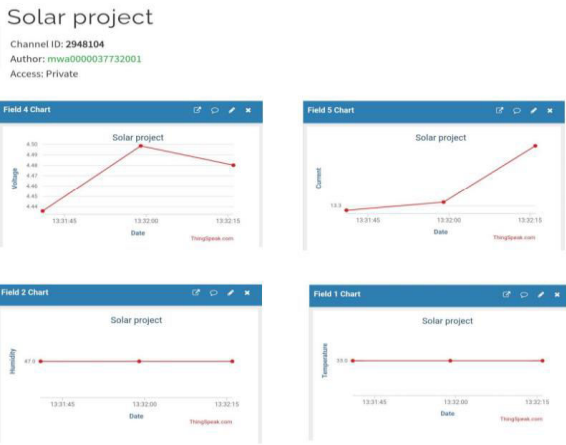 Solar project
Channel ID: 2948104
Author: mwa0000037732001
Access: Private
Field 4 Chart
Solar project
Voltage
4.50
4.49
4.48
4.47
4.46
4.45
4.44
13:31:45 13:32:00 13:32:15
Date
ThingSpeak.com
Field 5 Chart
Solar project
Current
13.3
13:31:45 13:32:00 13:32:15
Date
ThingSpeak.com
Field 2 Chart
Solar project
Humidity
47.0
13:31:45 13:32:00 13:32:15
Date
ThingSpeak.com
Field 1 Chart
Solar project
Temperature
13:31:45 13:32:00 13:32:15
Date
ThingSpeak.com